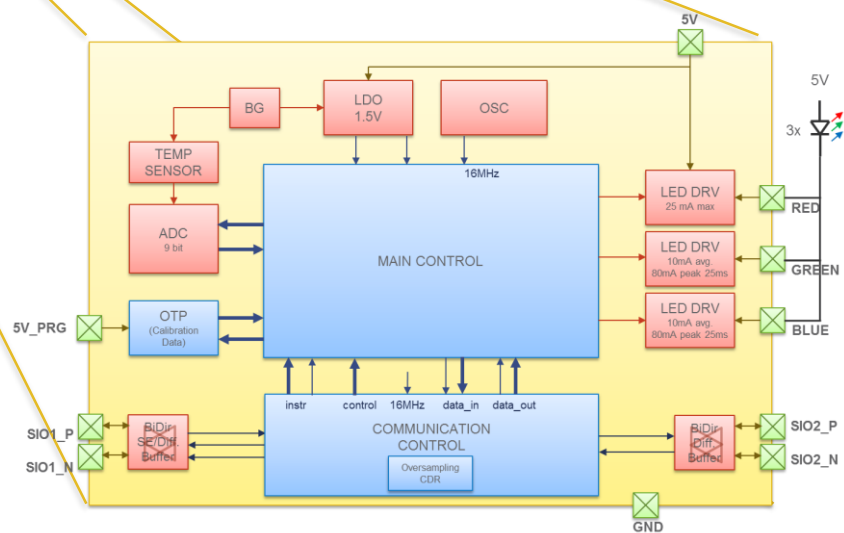 5V
5V
BG
LDO
1.5V
OSC
3x
TEMP
SENSOR
16MHz
LED DRV
25 mA max
RED
ADC
9 bit
MAIN CONTROL
LED DRV
10mA avg.
80mA peak 25ms
GREEN
5V_PRG
OTP
(Calibration
Data)
LED DRV
10mA avg.
80mA peak 25ms
BLUE
instr
control
16MHz
data_in
data_out
SIO1_P
SIO1_N
BiDir
SE/Diff.
Buffer
COMMUNICATION
CONTROL
Oversampling
CDR
BiDir
Diff.
Buffer
SIO2_P
SIO2_N
GND